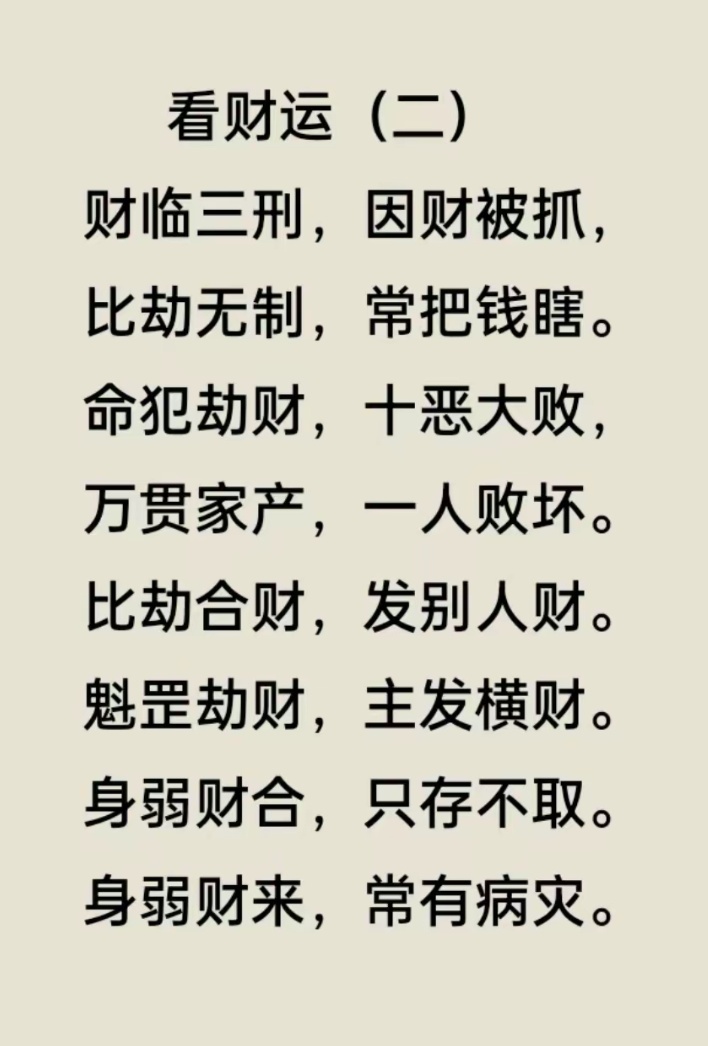 看财运（二）
财临三刑，因财被抓，
比劫无制，常把钱瞎。
命犯劫财，十恶大败，
万贯家产，一人败坏。
比劫合财，发别人财。
魁罡劫财，主发横财。
身弱财合，只存不取。
身弱财来，常有病灾。